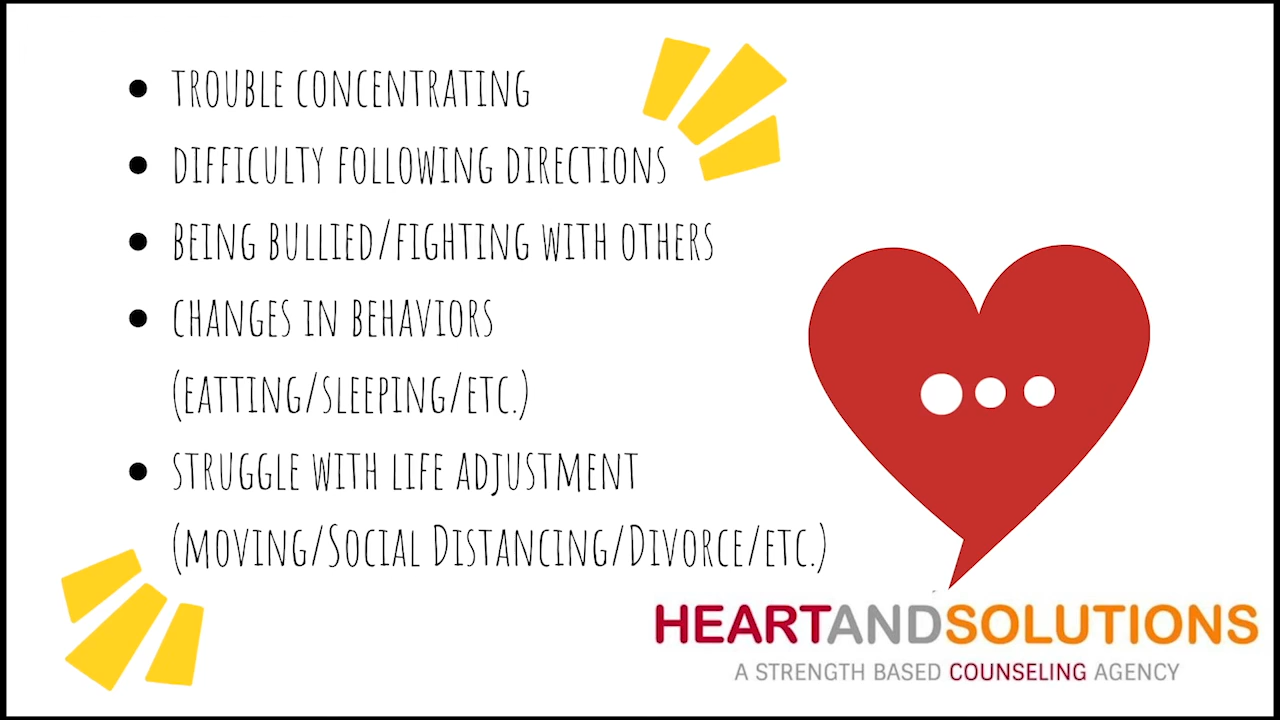 TROUBLE CONCENTRATING
DIFFICULTY FOLLOWING DIRECTIONS
BEING BULLIED/FIGHTING WITH OTHERS
CHANGES IN BEHAVIORS
(EATTING/SLEEPING/ETC.)
STRUGGLE WITH LIFE ADJUSTMENT
(MOVING/SOCIAL DISTANCING/DIVORCE/ETC.)
HEARTANDSOLUTIONS
A STRENGTH BASED COUNSELING AGENCY